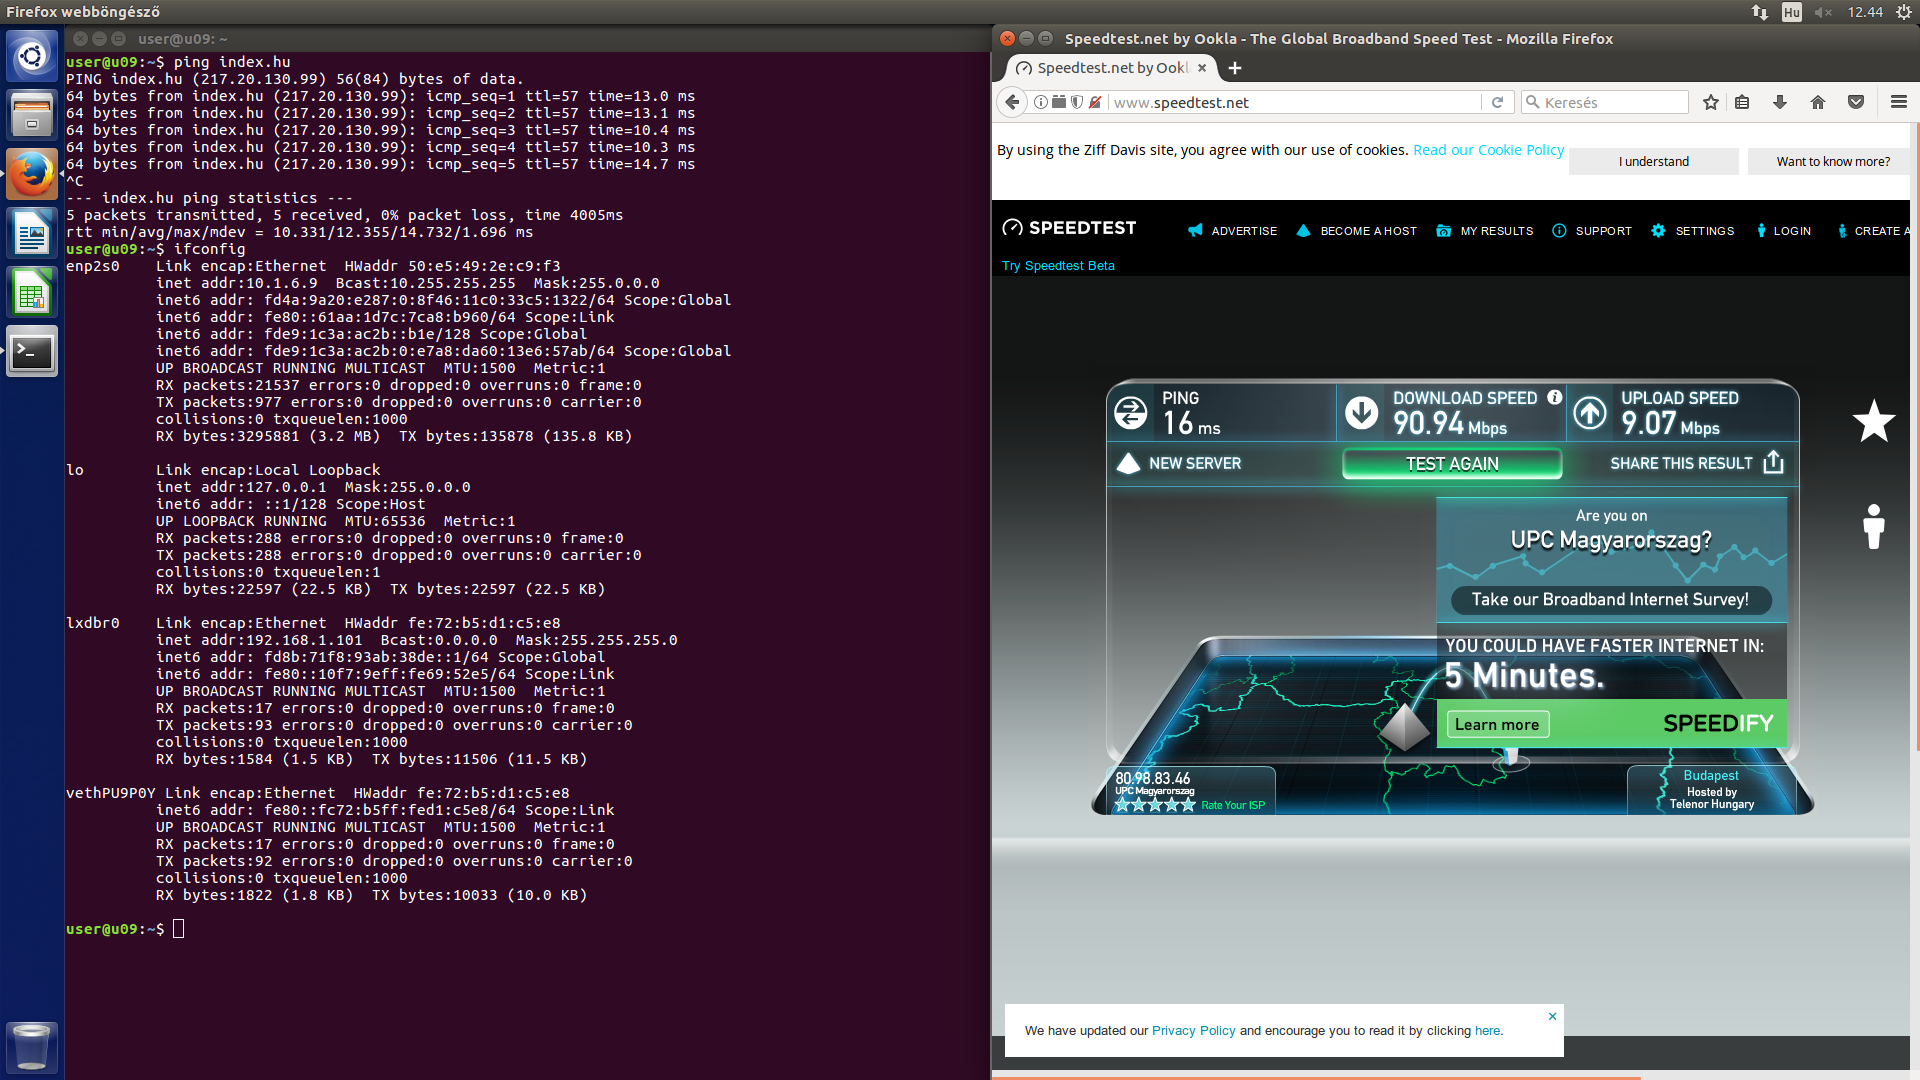 Firefox webböngésző
Hu
12.44
user@u09: ~
user@u09:~$ ping index.hu
PING index.hu (217.20.130.99) 56(84) bytes of data.
64 bytes from index.hu (217.20.130.99): icmp_seq=1 ttl=57 time=13.0 ms
64 bytes from index.hu (217.20.130.99): icmp_seq=2 ttl=57 time=13.1 ms
64 bytes from index.hu (217.20.130.99): icmp_seq=3 ttl=57 time=10.4 ms
64 bytes from index.hu (217.20.130.99): icmp_seq=4 ttl=57 time=10.3 ms
64 bytes from index.hu (217.20.130.99): icmp_seq=5 ttl=57 time=14.7 ms
^C
--- index.hu ping statistics ---
5 packets transmitted, 5 received, 0% packet loss, time 4005ms
rtt min/avg/max/mdev = 10.331/12.355/14.732/1.696 ms
user@u09:~$ ifconfig
enp2s0    Link encap:Ethernet  HWaddr 50:e5:49:2e:c9:f3
inet addr:10.1.6.9  Bcast:10.255.255.255  Mask:255.0.0.0
inet6 addr: fd4a:9a20:e287:0:8f46:11c0:33c5:1322/64 Scope:Global
inet6 addr: fe80::61aa:1d7c:7ca8:b960/64 Scope:Link
inet6 addr: fde9:1c3a:ac2b::b1e/128 Scope:Global
inet6 addr: fde9:1c3a:ac2b:0:e7a8:da60:13e6:57ab/64 Scope:Global
UP BROADCAST RUNNING MULTICAST  MTU:1500  Metric:1
RX packets:21537 errors:0 dropped:0 overruns:0 frame:0
TX packets:977 errors:0 dropped:0 overruns:0 carrier:0
collisions:0 txqueuelen:1000
RX bytes:3295881 (3.2 MB)  TX bytes:135878 (135.8 KB)
lo        Link encap:Local Loopback
inet addr:127.0.0.1  Mask:255.0.0.0
inet6 addr: ::1/128 Scope:Host
UP LOOPBACK RUNNING  MTU:65536  Metric:1
RX packets:288 errors:0 dropped:0 overruns:0 frame:0
TX packets:288 errors:0 dropped:0 overruns:0 carrier:0
collisions:0 txqueuelen:1
RX bytes:22597 (22.5 KB)  TX bytes:22597 (22.5 KB)
lxdbr0    Link encap:Ethernet  HWaddr fe:72:b5:d1:c5:e8
inet addr:192.168.1.101  Bcast:0.0.0.0  Mask:255.255.255.0
inet6 addr: fd8b:71f8:93ab:38de::1/64 Scope:Global
inet6 addr: fe80::10f7:9eff:fe69:52e5/64 Scope:Link
UP BROADCAST RUNNING MULTICAST  MTU:1500  Metric:1
RX packets:17 errors:0 dropped:0 overruns:0 frame:0
TX packets:93 errors:0 dropped:0 overruns:0 carrier:0
collisions:0 txqueuelen:1000
RX bytes:1584 (1.5 KB)  TX bytes:11506 (11.5 KB)
vethPU9P0Y Link encap:Ethernet  HWaddr fe:72:b5:d1:c5:e8
inet6 addr: fe80::fc72:b5ff:fed1:c5e8/64 Scope:Link
UP BROADCAST RUNNING MULTICAST  MTU:1500  Metric:1
RX packets:17 errors:0 dropped:0 overruns:0 frame:0
TX packets:92 errors:0 dropped:0 overruns:0 carrier:0
collisions:0 txqueuelen:1000
RX bytes:1822 (1.8 KB)  TX bytes:10033 (10.0 KB)
user@u09:~$
Speedtest.net by Ookla - The Global Broadband Speed Test - Mozilla Firefox
Speedtest.net by Ookl
www.speedtest.net
Keresés
By using the Ziff Davis site, you agree with our use of cookies. Read our Cookie Policy
I understand
Want to know more?
SPEEDTEST
ADVERTISE
BECOME A HOST
MY RESULTS
SUPPORT
SETTINGS
LOGIN
CREATE A
Try Speedtest Beta
PING
16 ms
DOWNLOAD SPEED
90.94 Mbps
UPLOAD SPEED
9.07 Mbps
NEW SERVER
TEST AGAIN
SHARE THIS RESULT
Are you on
UPC Magyarorszag?
Take our Broadband Internet Survey!
YOU COULD HAVE FASTER INTERNET IN:
5 Minutes.
Learn more
SPEEDIFY
80.98.83.46
UPC Magyarorszag
Rate Your ISP
Budapest
Hosted by
Telenor Hungary
We have updated our Privacy Policy and encourage you to read it by clicking here.